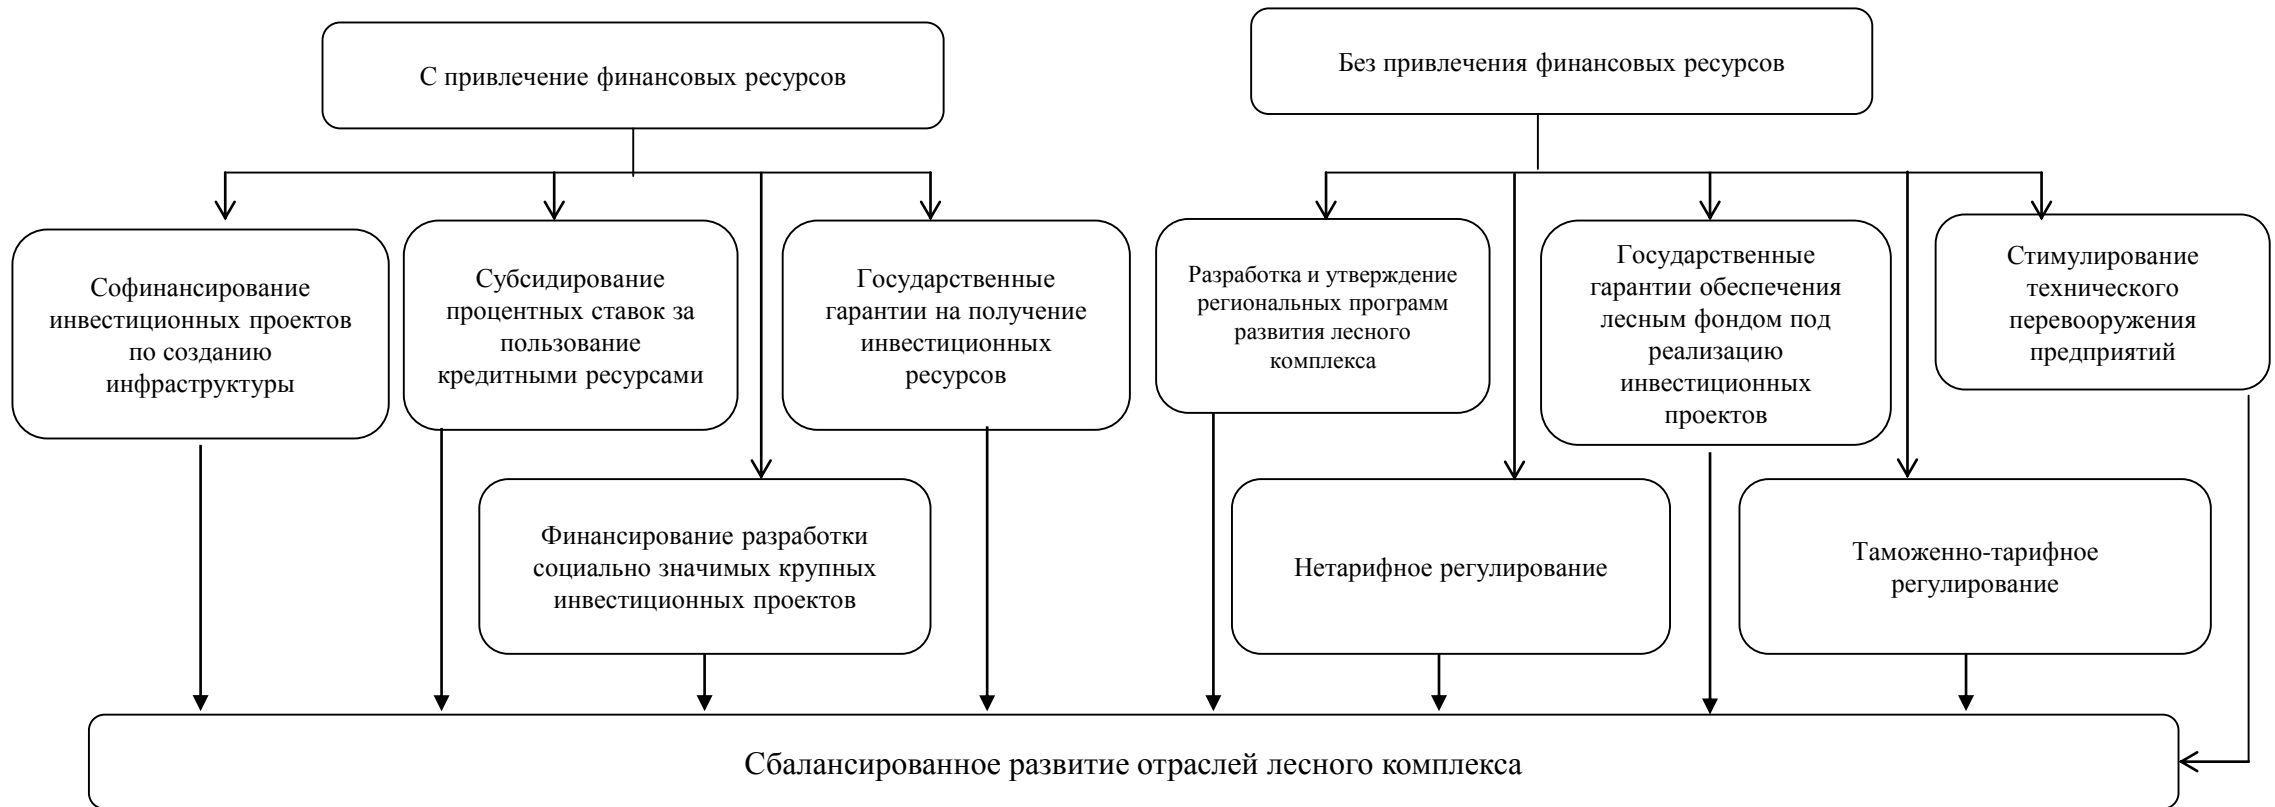 С привлечение финансовых ресурсов
Без привлечения финансовых ресурсов
Софинансирование
инвестиционных проектов
по созданию
инфраструктуры
Субсидирование
процентных ставок за
пользование
кредитными ресурсами
Государственные
гарантии на получение
инвестиционных
ресурсов
Разработка и утверждение
региональных программ
развития лесного
комплекса
Государственные
гарантии обеспечения
лесным фондом под
реализацию
инвестиционных
проектов
Стимулирование
технического
перевооружения
предприятий
Финансирование разработки
социально значимых крупных
инвестиционных проектов
Нетарифное регулирование
Таможенно-тарифное
регулирование
Сбалансированное развитие отраслей лесного комплекса